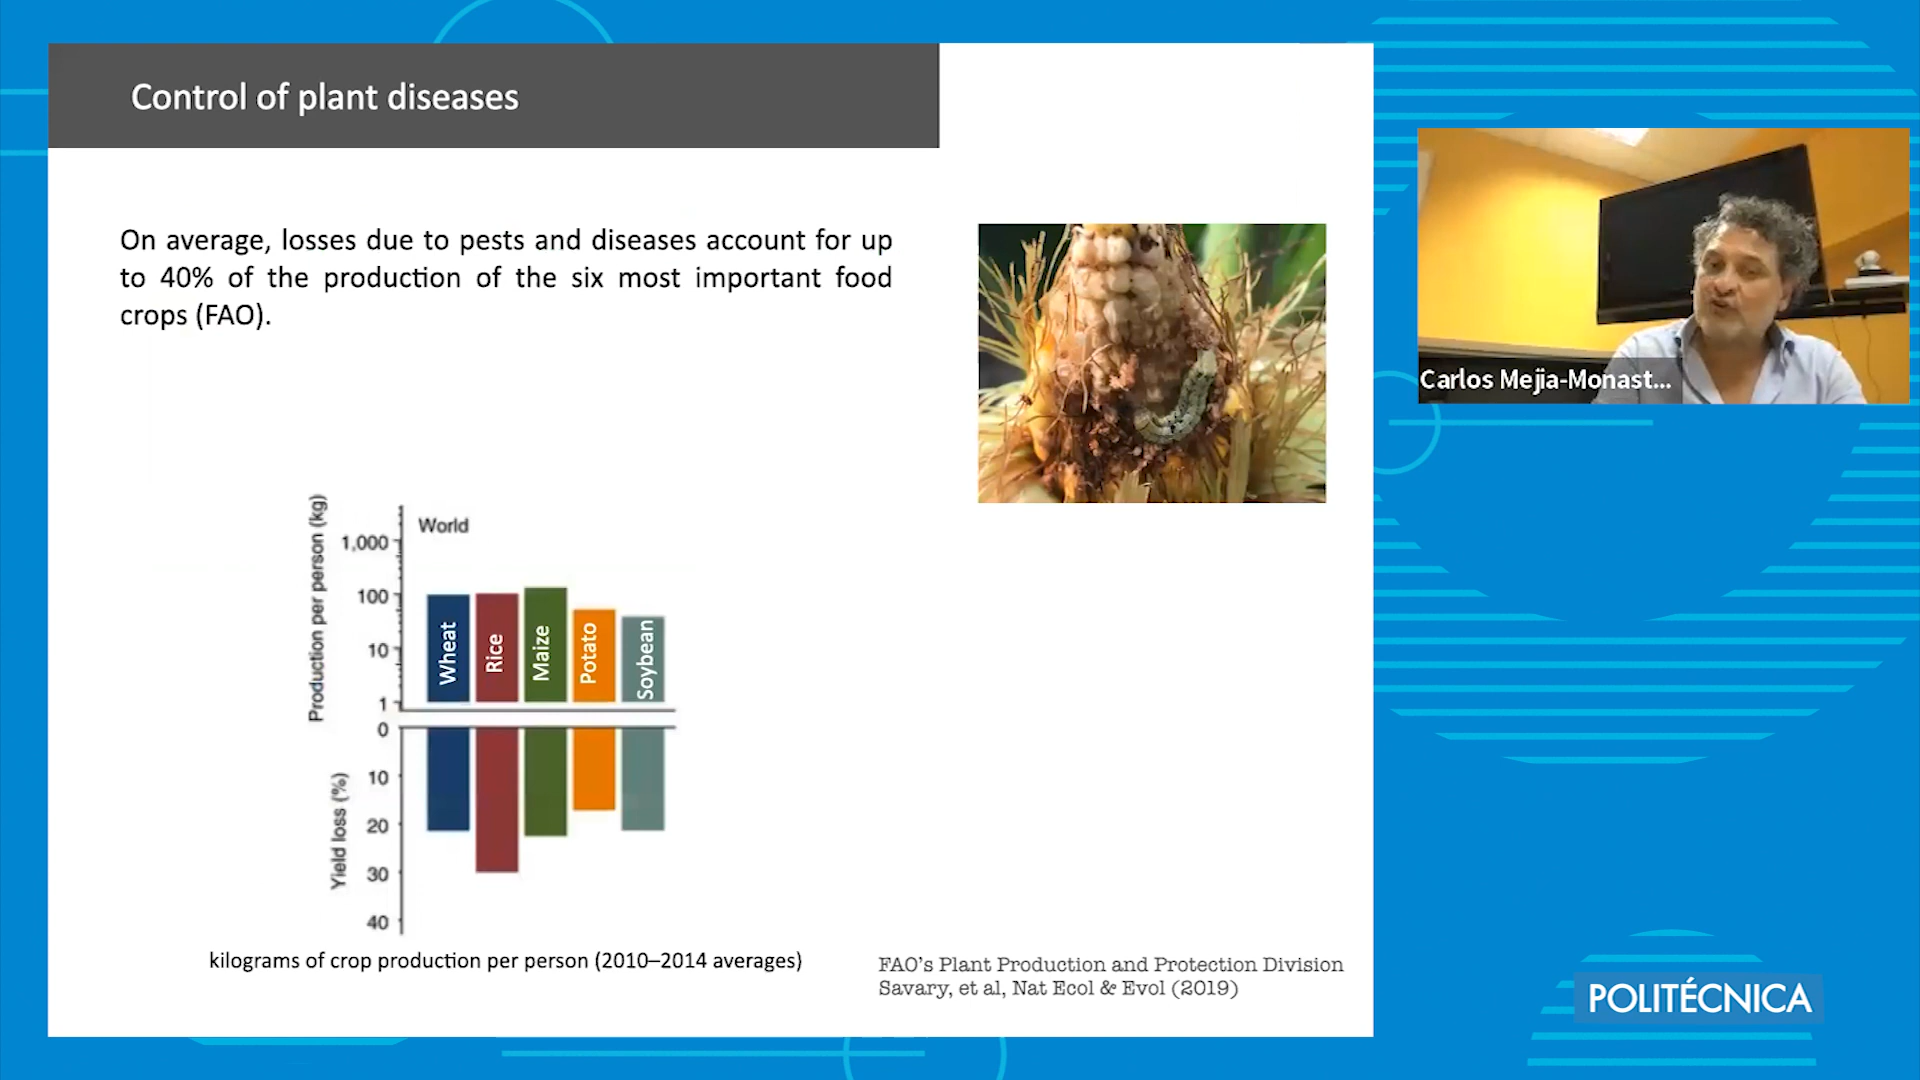 Control of plant diseases
On average, losses due to pests and diseases account for up
to 40% of the production of the six most important food
crops (FAO).
Carlos Mejia-Monast...
Production per person (kg)
World
1,000
100
10
1
Wheat
Rice
Maize
Potato
Soybean
Yield loss (%)
0
10
20
30
40
kilograms of crop production per person (2010–2014 averages)
FAO's Plant Production and Protection Division
Savary, et al, Nat Ecol & Evol (2019)
POLITÉCNICA